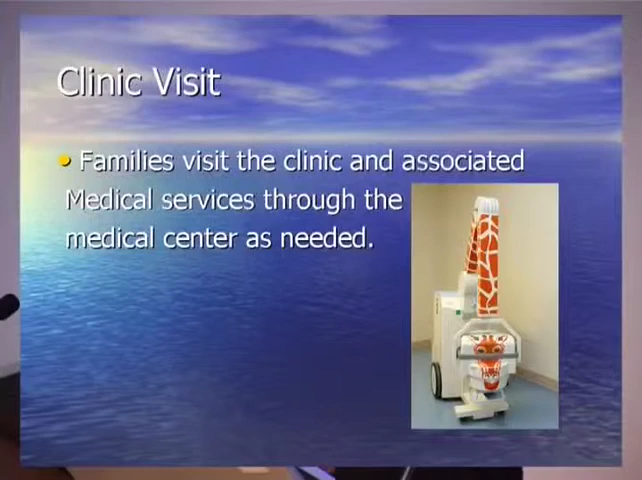 Clinic Visit
• Families visit the clinic and associated
Medical services through the
medical center as needed.